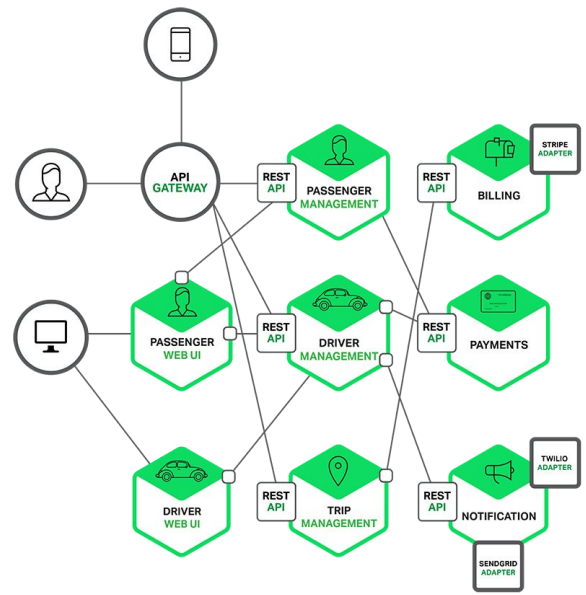 API
GATEWAY
REST
API
PASSENGER
MANAGEMENT
REST
API
BILLING
STRIPE
ADAPTER
PASSENGER
WEB UI
REST
API
DRIVER
MANAGEMENT
REST
API
PAYMENTS
DRIVER
WEB UI
REST
API
TRIP
MANAGEMENT
REST
API
NOTIFICATION
TWILIO
ADAPTER
SENDGRID
ADAPTER